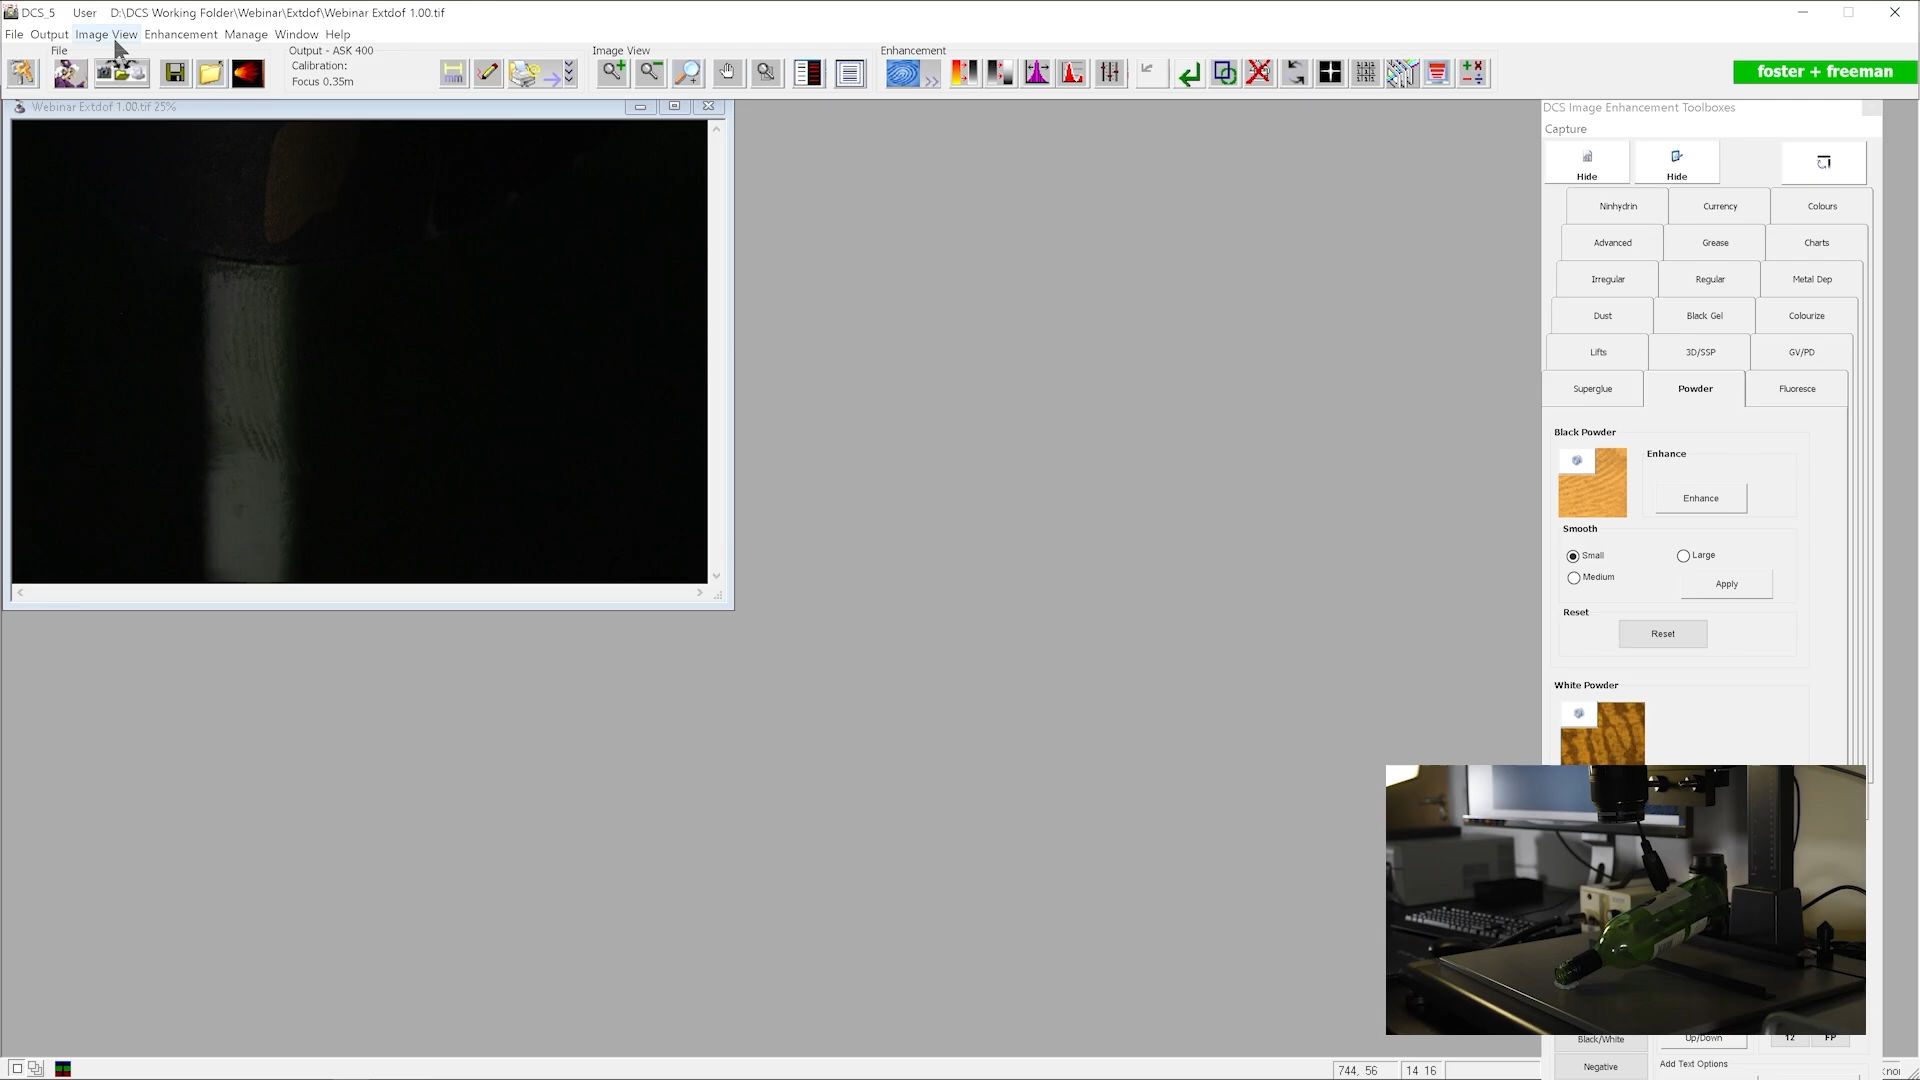 DCS_5 User D:\DCS Working Folder\Webinar\Extdof\Webinar Extdof 1.00.tif
File Output Image View Enhancement Manage Window Help
File
Output - ASK 400
Calibration:
Focus 0.35m
Image View
Enhancement
foster + freeman
Webinar Extdof 1.00.tif 25%
DCS Image Enhancement Toolboxes
Capture
Hide Hide
Ninhydrin Currency Colours
Advanced Grease Charts
Irregular Regular Metal Dep
Dust Black Gel Colourize
Lifts 3D/SSP GV/PD
Superglue Powder Fluoresce
Black Powder
Enhance
Enhance
Smooth
Small Large
Medium
Apply
Reset
Reset
White Powder
Black/White Up/Down 12 FP
Negative Add Text Options
744, 56 14 16